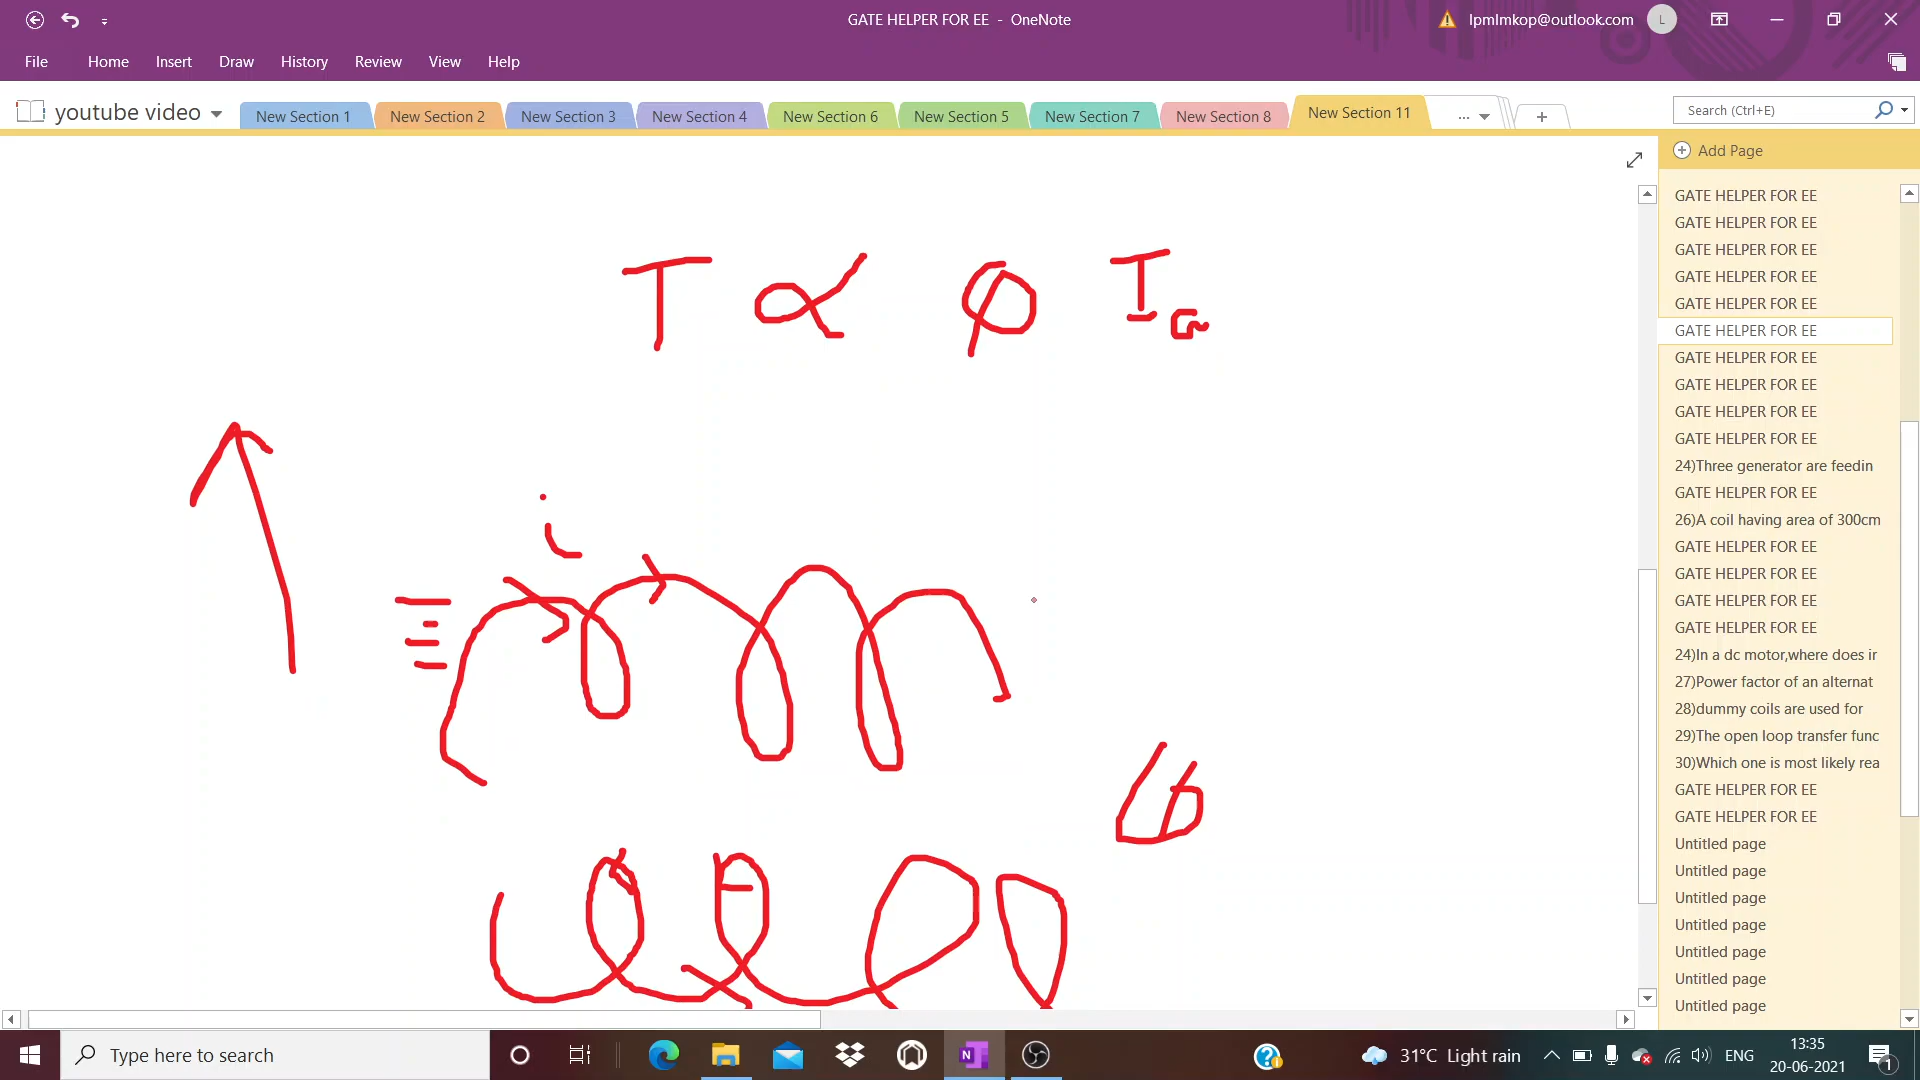 GATE HELPER FOR EE - OneNote
lpmlmkop@outlook.com
L
File Home Insert Draw History Review View Help
youtube video
New Section 1
New Section 2
New Section 3
New Section 4
New Section 6
New Section 5
New Section 7
New Section 8
New Section 11
...
Search (Ctrl+E)
Add Page
T ∝ φ Ia
i
GATE HELPER FOR EE
GATE HELPER FOR EE
GATE HELPER FOR EE
GATE HELPER FOR EE
GATE HELPER FOR EE
GATE HELPER FOR EE
GATE HELPER FOR EE
GATE HELPER FOR EE
GATE HELPER FOR EE
GATE HELPER FOR EE
24)Three generator are feedin
GATE HELPER FOR EE
26)A coil having area of 300cm
GATE HELPER FOR EE
GATE HELPER FOR EE
GATE HELPER FOR EE
GATE HELPER FOR EE
24)In a dc motor,where does ir
27)Power factor of an alternat
28)dummy coils are used for
29)The open loop transfer func
30)Which one is most likely rea
GATE HELPER FOR EE
GATE HELPER FOR EE
Untitled page
Untitled page
Untitled page
Untitled page
Untitled page
Untitled page
Untitled page
Type here to search
31°C Light rain
ENG
13:35
20-06-2021
1